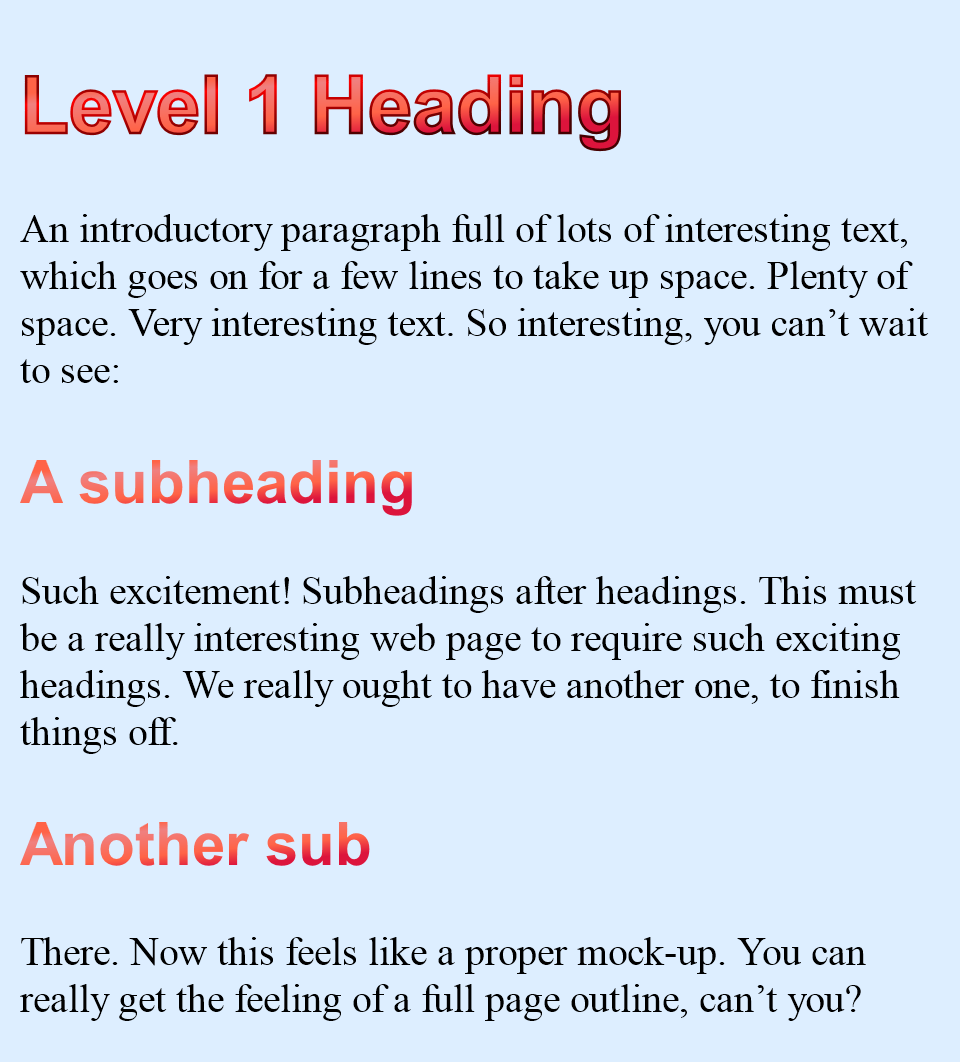 Level 1 Heading
An introductory paragraph full of lots of interesting text,
which goes on for a few lines to take up space. Plenty of
space. Very interesting text. So interesting, you can’t wait
to see:
A subheading
Such excitement! Subheadings after headings. This must
be a really interesting web page to require such exciting
headings. We really ought to have another one, to finish
things off.
Another sub
There. Now this feels like a proper mock-up. You can
really get the feeling of a full page outline, can’t you?